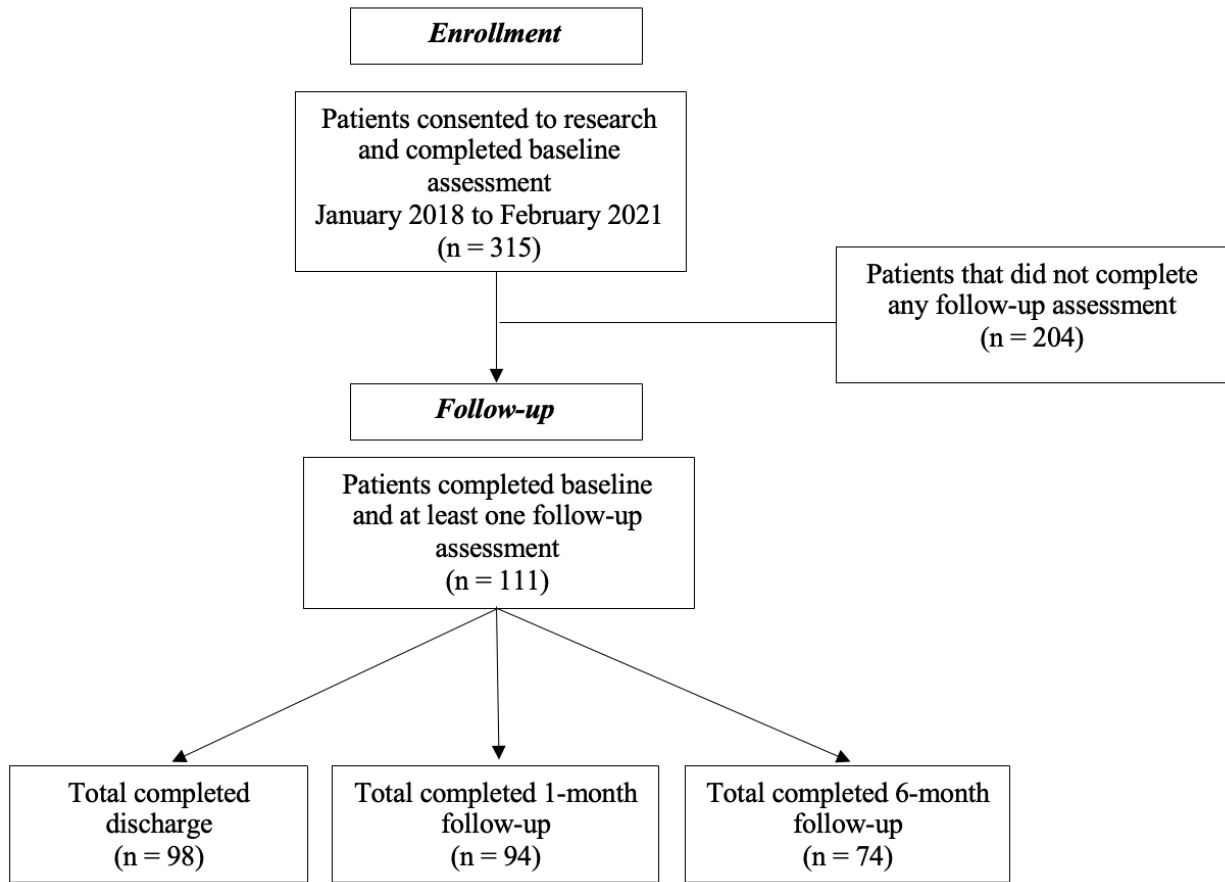 Enrollment
Patients consented to research
and completed baseline
assessment
January 2018 to February 2021
(n = 315)
Patients that did not complete
any follow-up assessment
(n = 204)
Follow-up
Patients completed baseline
and at least one follow-up
assessment
(n = 111)
Total completed
discharge
(n = 98)
Total completed 1-month
follow-up
(n = 94)
Total completed 6-month
follow-up
(n = 74)